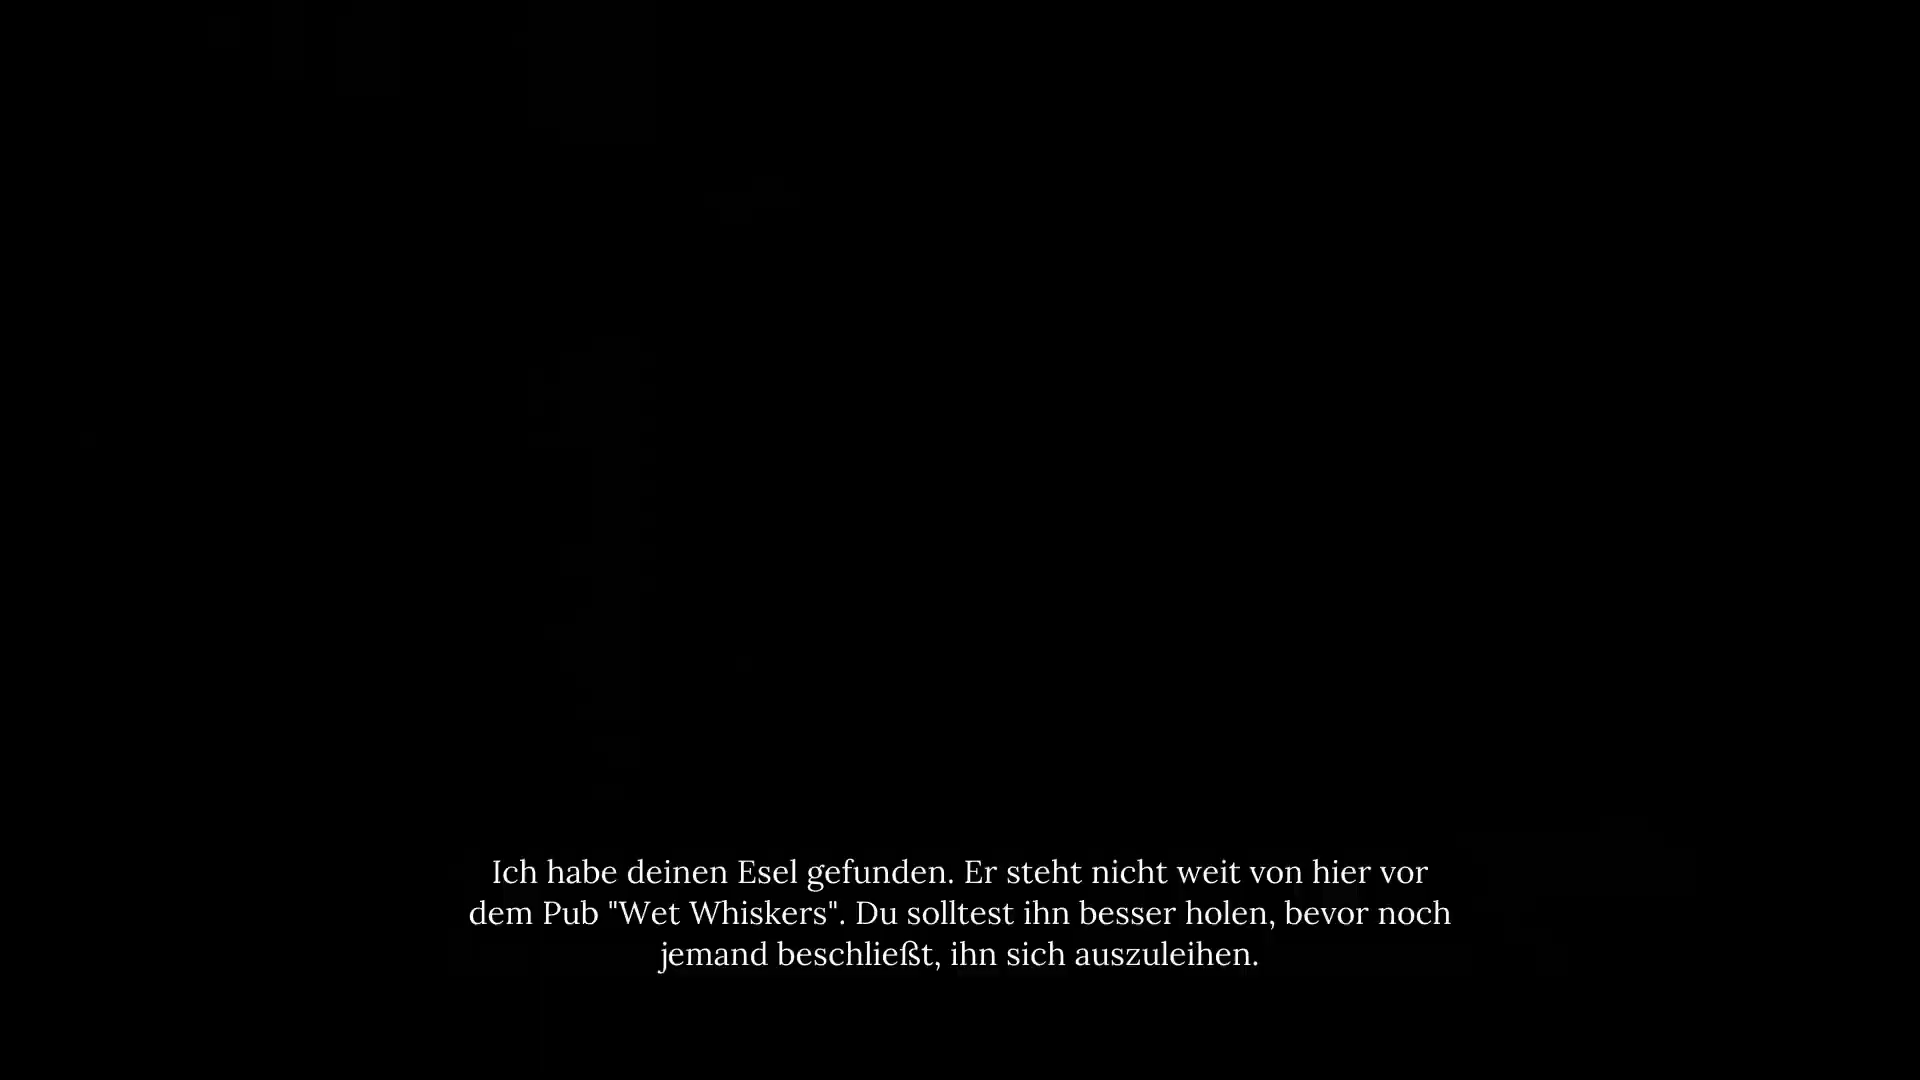 Ich habe deinen Esel gefunden. Er steht nicht weit von hier vor
dem Pub "Wet Whiskers". Du solltest ihn besser holen, bevor noch
jemand beschließt, ihn sich auszuleihen.